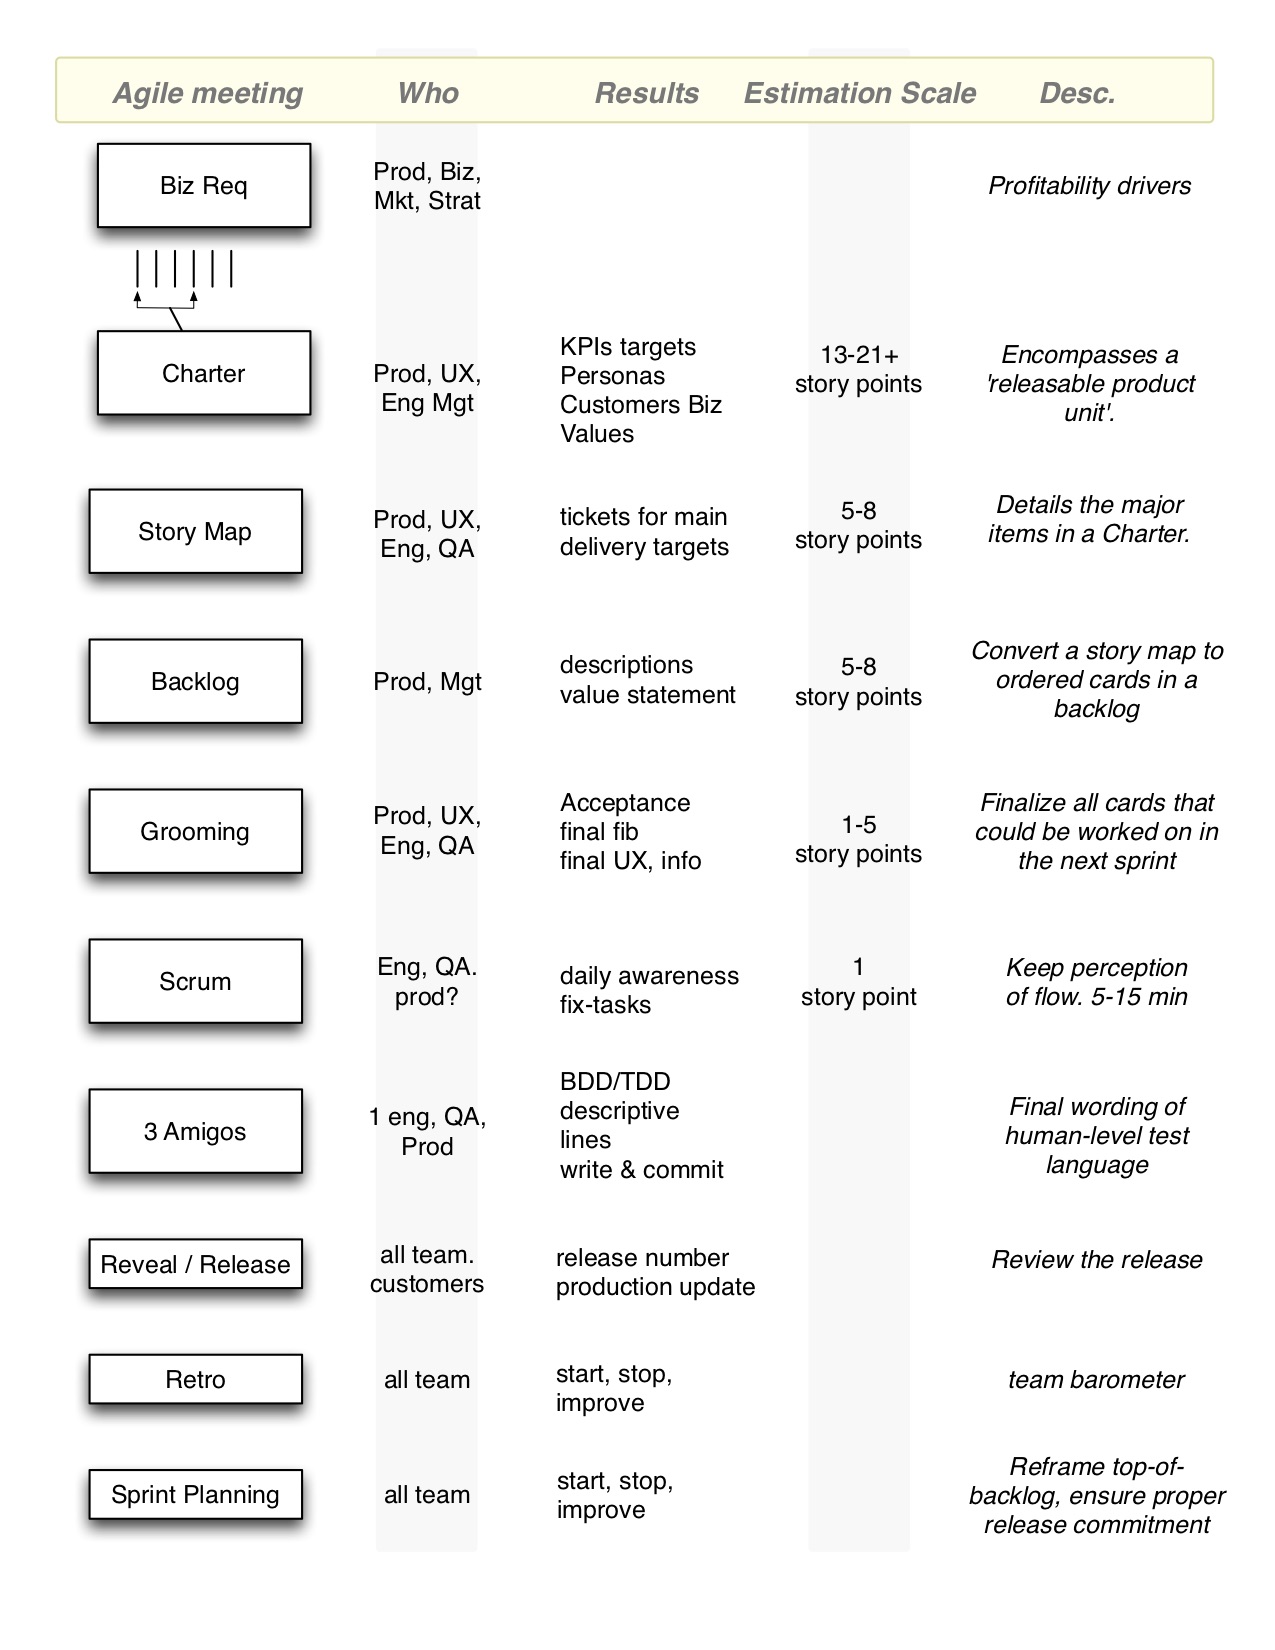 Agile meeting Who Results Estimation Scale Desc.
Biz Req
Prod, Biz,
Mkt, Strat
Profitability drivers
Charter
Prod, UX,
Eng Mgt
KPIs targets
Personas
Customers Biz
Values
13-21+
story points
Encompasses a
'releasable product
unit'.
Story Map
Prod, UX,
Eng, QA
tickets for main
delivery targets
5-8
story points
Details the major
items in a Charter.
Backlog
Prod, Mgt
descriptions
value statement
5-8
story points
Convert a story map to
ordered cards in a
backlog
Grooming
Prod, UX,
Eng, QA
Acceptance
final fib
final UX, info
1-5
story points
Finalize all cards that
could be worked on in
the next sprint
Scrum
Eng, QA.
prod?
daily awareness
fix-tasks
1
story point
Keep perception
of flow. 5-15 min
3 Amigos
1 eng, QA,
Prod
BDD/TDD
descriptive
lines
write & commit
Final wording of
human-level test
language
Reveal / Release
all team.
customers
release number
production update
Review the release
Retro
all team
start, stop,
improve
team barometer
Sprint Planning
all team
start, stop,
improve
Reframe top-of-
backlog, ensure proper
release commitment